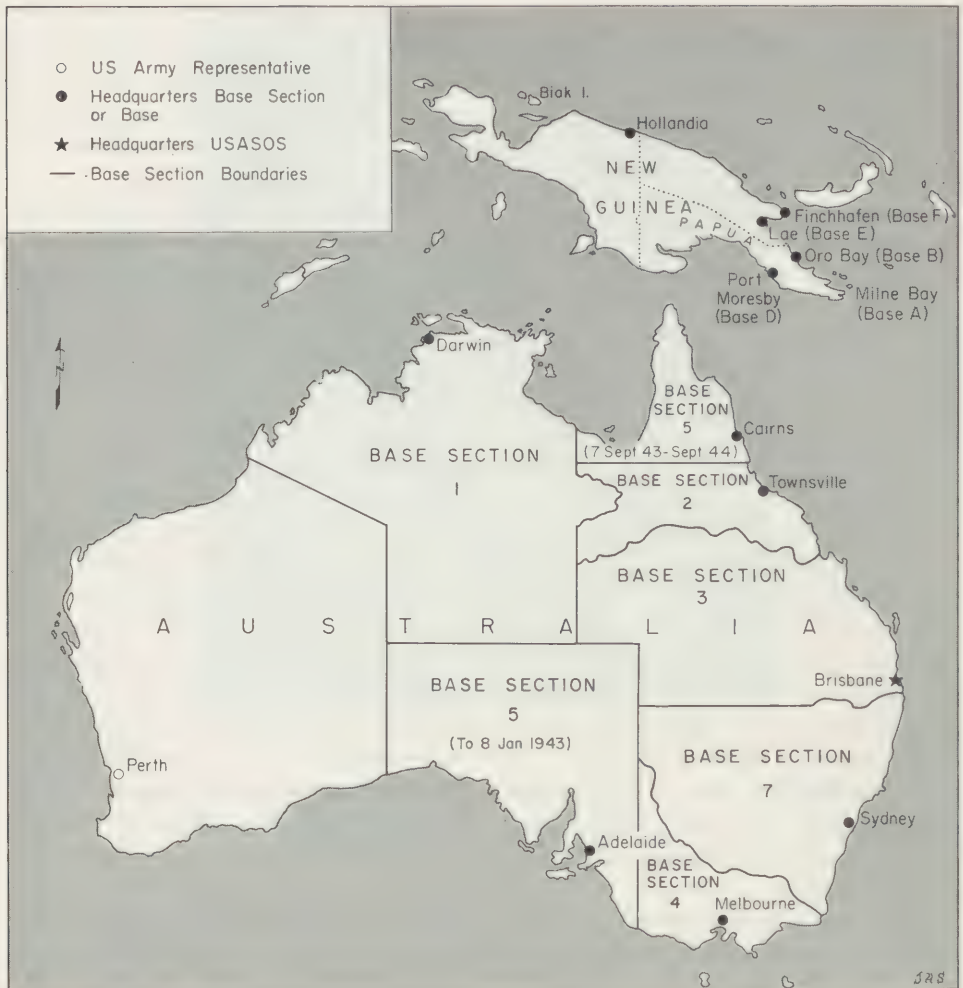 US Army Representative
Headquarters Base Section
or Base
Headquarters USASOS
Base Section Boundaries
Biak I.
Hollandia
NEW
GUINEA
PAPUA
Finchhafen (Base F)
Lae (Base E)
Oro Bay (Base B)
Port
Moresby
(Base D)
Milne Bay
(Base A)
N
Darwin
BASE
SECTION
5
(7 Sept 43-Sept 44)
Cairns
BASE SECTION
1
BASE SECTION
2
Townsville
BASE SECTION
3
AUSTRALIA
Brisbane
BASE SECTION
5
(To 8 Jan 1943)
BASE SECTION
7
Perth
Sydney
Adelaide
BASE
SECTION
4
Melbourne
JAS